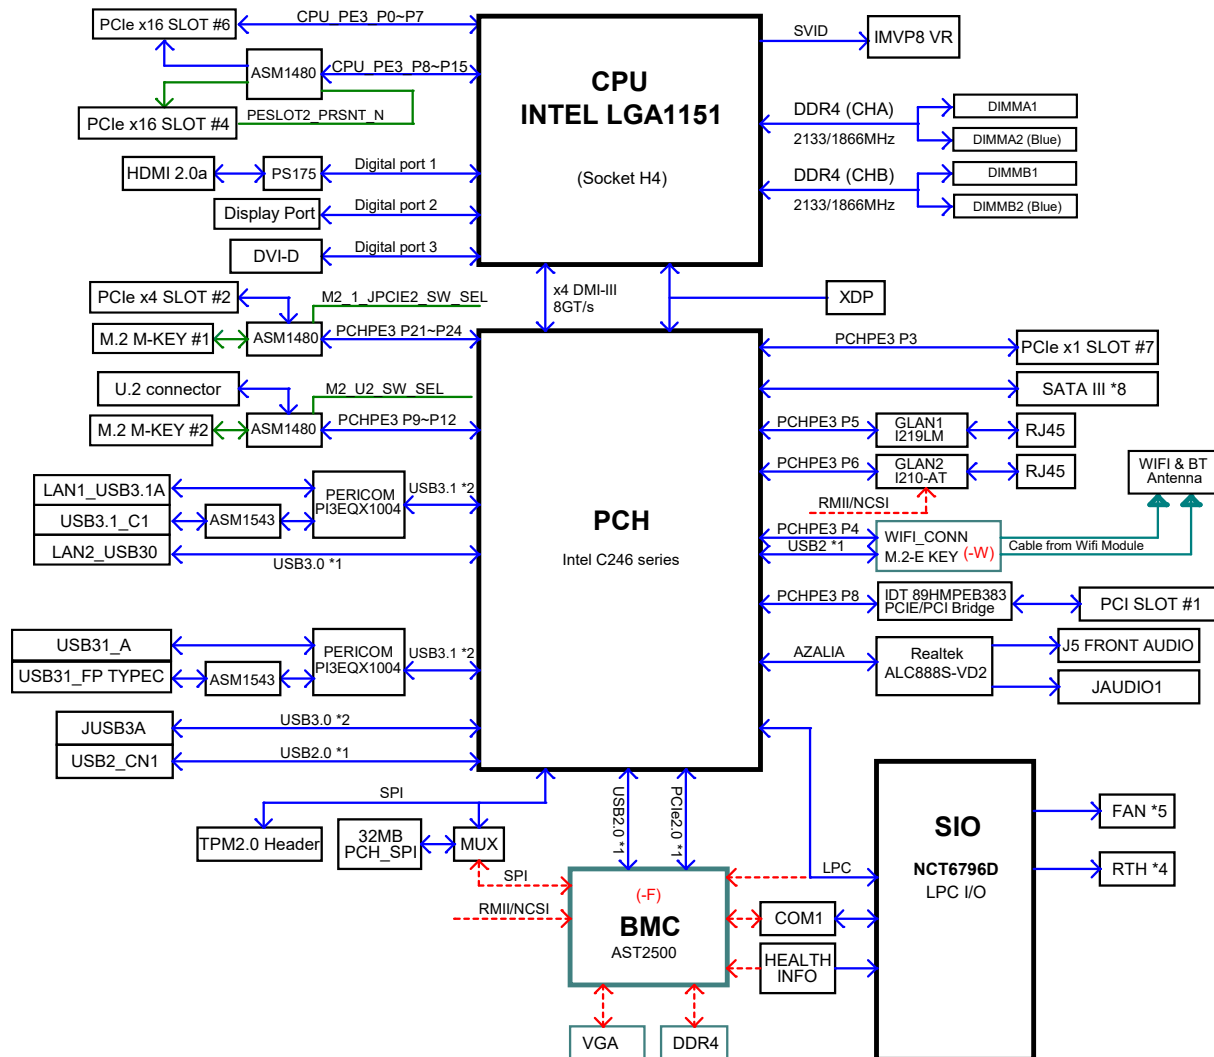 PCIe x16 SLOT #6
CPU_PE3_P0~P7
ASM1480
CPU_PE3_P8~P15
PCIe x16 SLOT #4
PESLOT2_PRSNT_N
HDMI 2.0a
PS175
Digital port 1
Display Port
Digital port 2
DVI-D
Digital port 3
CPU
INTEL LGA1151
(Socket H4)
SVID
IMVP8 VR
DDR4 (CHA)
2133/1866MHz
DIMMA1
DIMMA2 (Blue)
DDR4 (CHB)
2133/1866MHz
DIMMB1
DIMMB2 (Blue)
x4 DMI-III
8GT/s
XDP
PCIe x4 SLOT #2
M2_1_JPCIE2_SW_SEL
M.2 M-KEY #1
ASM1480
PCHPE3 P21~P24
U.2 connector
M2_U2_SW_SEL
M.2 M-KEY #2
ASM1480
PCHPE3 P9~P12
LAN1_USB3.1A
PERICOM
PI3EQX1004
USB3.1 *2
USB3.1_C1
ASM1543
LAN2_USB30
USB3.0 *1
USB31_A
PERICOM
PI3EQX1004
USB3.1 *2
USB31_FP TYPEC
ASM1543
JUSB3A
USB3.0 *2
USB2_CN1
USB2.0 *1
PCH
Intel C246 series
PCHPE3 P3
PCIe x1 SLOT #7
SATA III *8
PCHPE3 P5
GLAN1
I219LM
RJ45
PCHPE3 P6
GLAN2
I210-AT
RJ45
RMII/NCSI
WIFI & BT
Antenna
PCHPE3 P4
USB2 *1
WIFI_CONN
M.2-E KEY (-W)
Cable from Wifi Module
PCHPE3 P8
IDT 89HMPEB383
PCIE/PCI Bridge
PCI SLOT #1
AZALIA
Realtek
ALC888S-VD2
J5 FRONT AUDIO
JAUDIO1
SPI
TPM2.0 Header
32MB
PCH_SPI
MUX
SPI
RMII/NCSI
USB2.0 *1
PCIe2.0 *1
(-F)
BMC
AST2500
VGA
DDR4
LPC
COM1
HEALTH
INFO
SIO
NCT6796D
LPC I/O
FAN *5
RTH *4